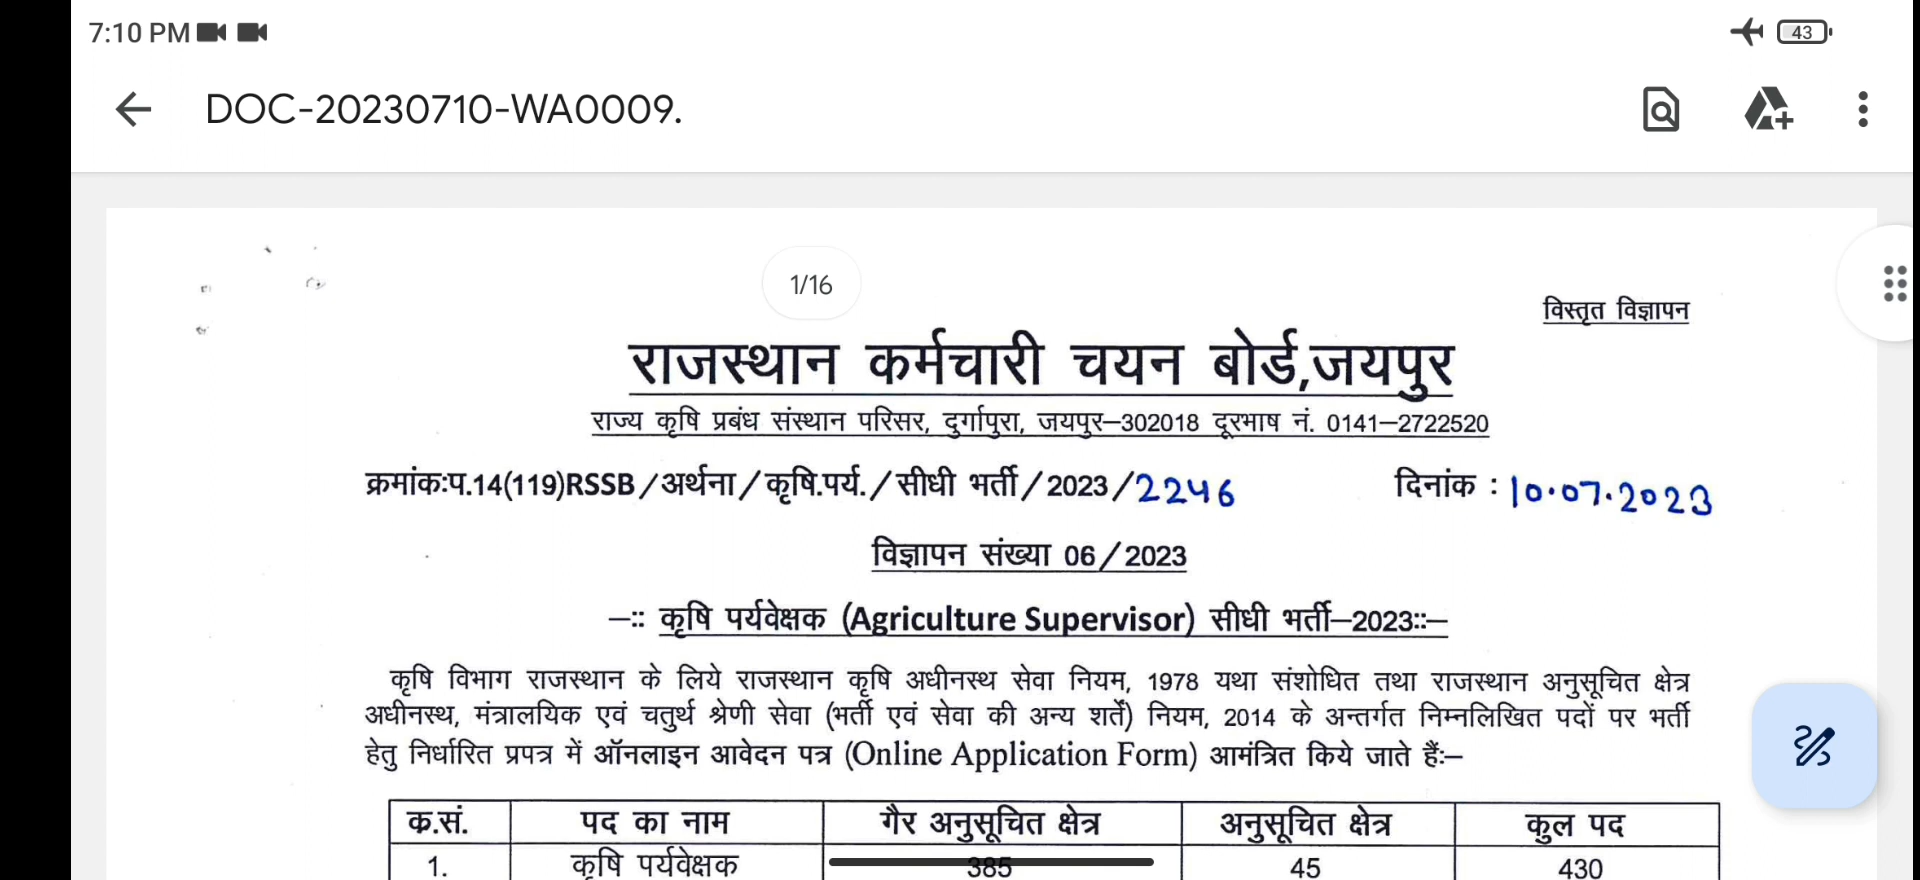 7:10 PM
43
DOC-20230710-WA0009.
1/16
विस्तृत विज्ञापन
राजस्थान कर्मचारी चयन बोर्ड,जयपुर
राज्य कृषि प्रबंध संस्थान परिसर, दुर्गापुरा, जयपुर–302018 दूरभाष नं. 0141–2722520
क्रमांकःप.14(119)RSSB/अर्थना/कृषि.पर्य./सीधी भर्ती/2023/2246 दिनांक : 10.07.2023
विज्ञापन संख्या 06/2023
–:: कृषि पर्यवेक्षक (Agriculture Supervisor) सीधी भर्ती–2023::–
कृषि विभाग राजस्थान के लिये राजस्थान कृषि अधीनस्थ सेवा नियम, 1978 यथा संशोधित तथा राजस्थान अनुसूचित क्षेत्र
अधीनस्थ, मंत्रालयिक एवं चतुर्थ श्रेणी सेवा (भर्ती एवं सेवा की अन्य शर्तें) नियम, 2014 के अन्तर्गत निम्नलिखित पदों पर भर्ती
हेतु निर्धारित प्रपत्र में ऑनलाइन आवेदन पत्र (Online Application Form) आमंत्रित किये जाते हैंः–
क.सं. पद का नाम गैर अनुसूचित क्षेत्र अनुसूचित क्षेत्र कुल पद
1. कृषि पर्यवेक्षक 385 45 430